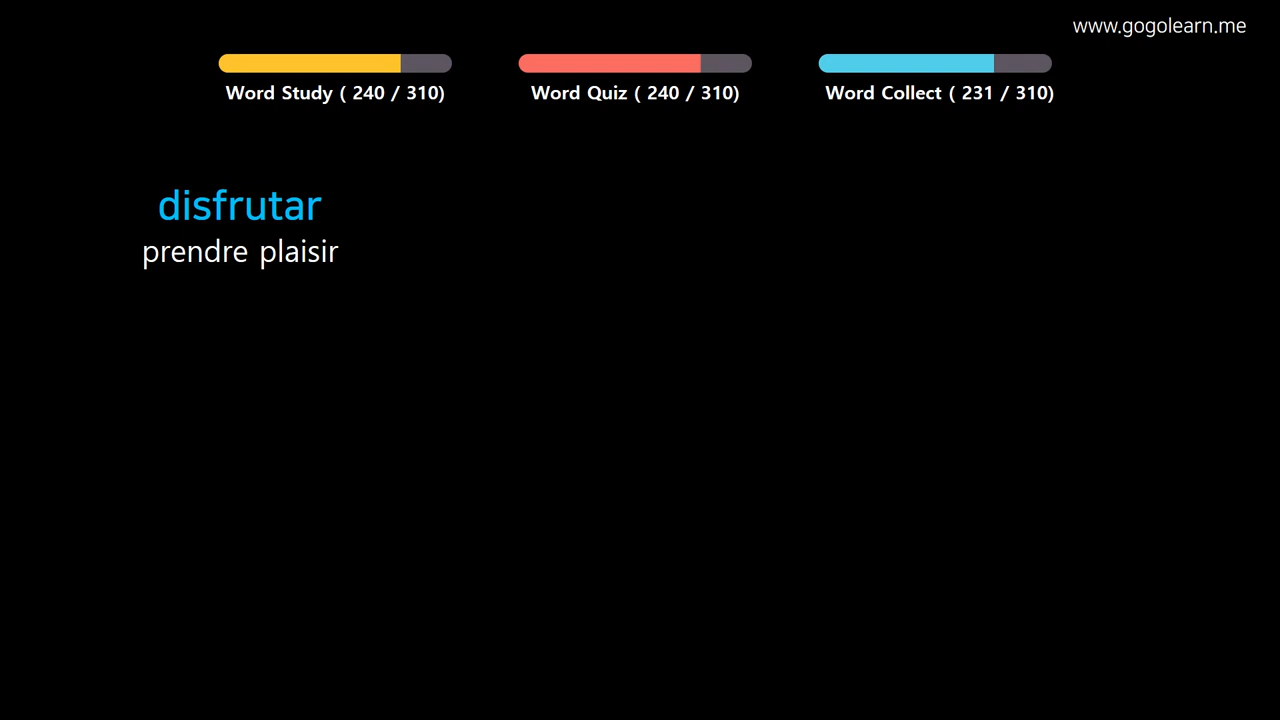 www.gogolearn.me
Word Study ( 240 / 310)
Word Quiz ( 240 / 310)
Word Collect ( 231 / 310)
disfrutar
prendre plaisir